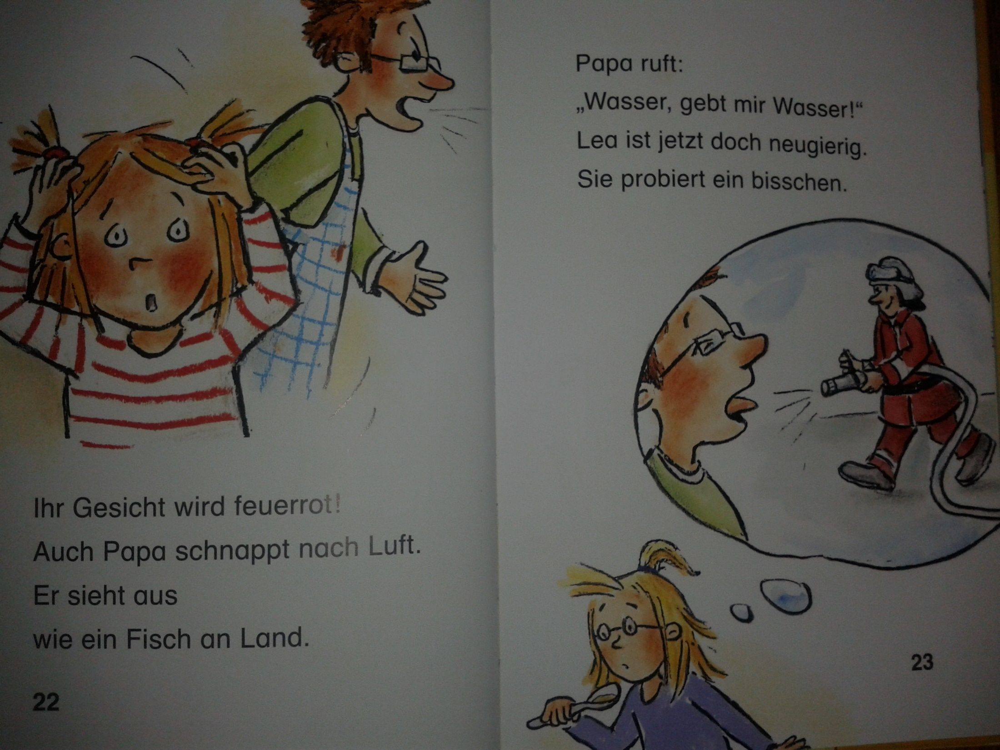 Ihr Gesicht wird feuerrot!
Auch Papa schnappt nach Luft.
Er sieht aus
wie ein Fisch an Land.
22
Papa ruft:
„Wasser, gebt mir Wasser!“
Lea ist jetzt doch neugierig.
Sie probiert ein bisschen.
23